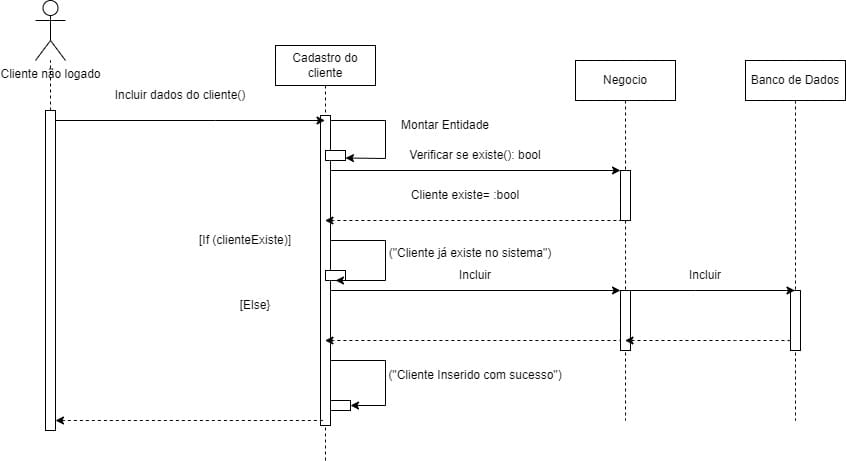 Cliente não logado
Cadastro do
cliente
Negocio
Banco de Dados
Incluir dados do cliente()
Montar Entidade
Verificar se existe(): bool
Cliente existe= :bool
[If (clienteExiste)]
("Cliente já existe no sistema")
Incluir
Incluir
[Else}
("Cliente Inserido com sucesso")